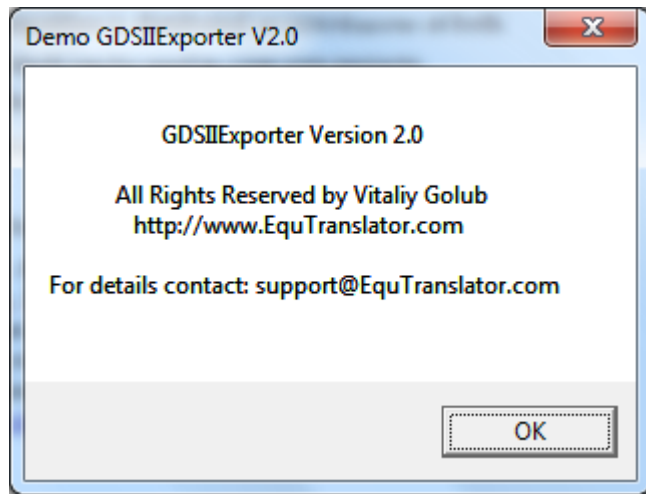 Demo GDSIIExporter V2.0
GDSIIExporter Version 2.0
All Rights Reserved by Vitaliy Golub
http://www.EquTranslator.com
For details contact: support@EquTranslator.com
OK